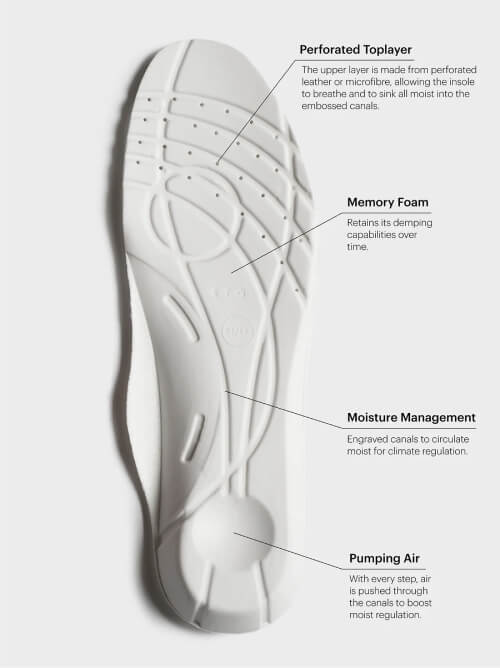 Perforated Toplayer
The upper layer is made from perforated
leather or microfibre, allowing the insole
to breathe and to sink all moist into the
embossed canals.
Memory Foam
Retains its demping
capabilities over
time.
Moisture Management
Engraved canals to circulate
moist for climate regulation.
Pumping Air
With every step, air
is pushed through
the canals to boost
moist regulation.